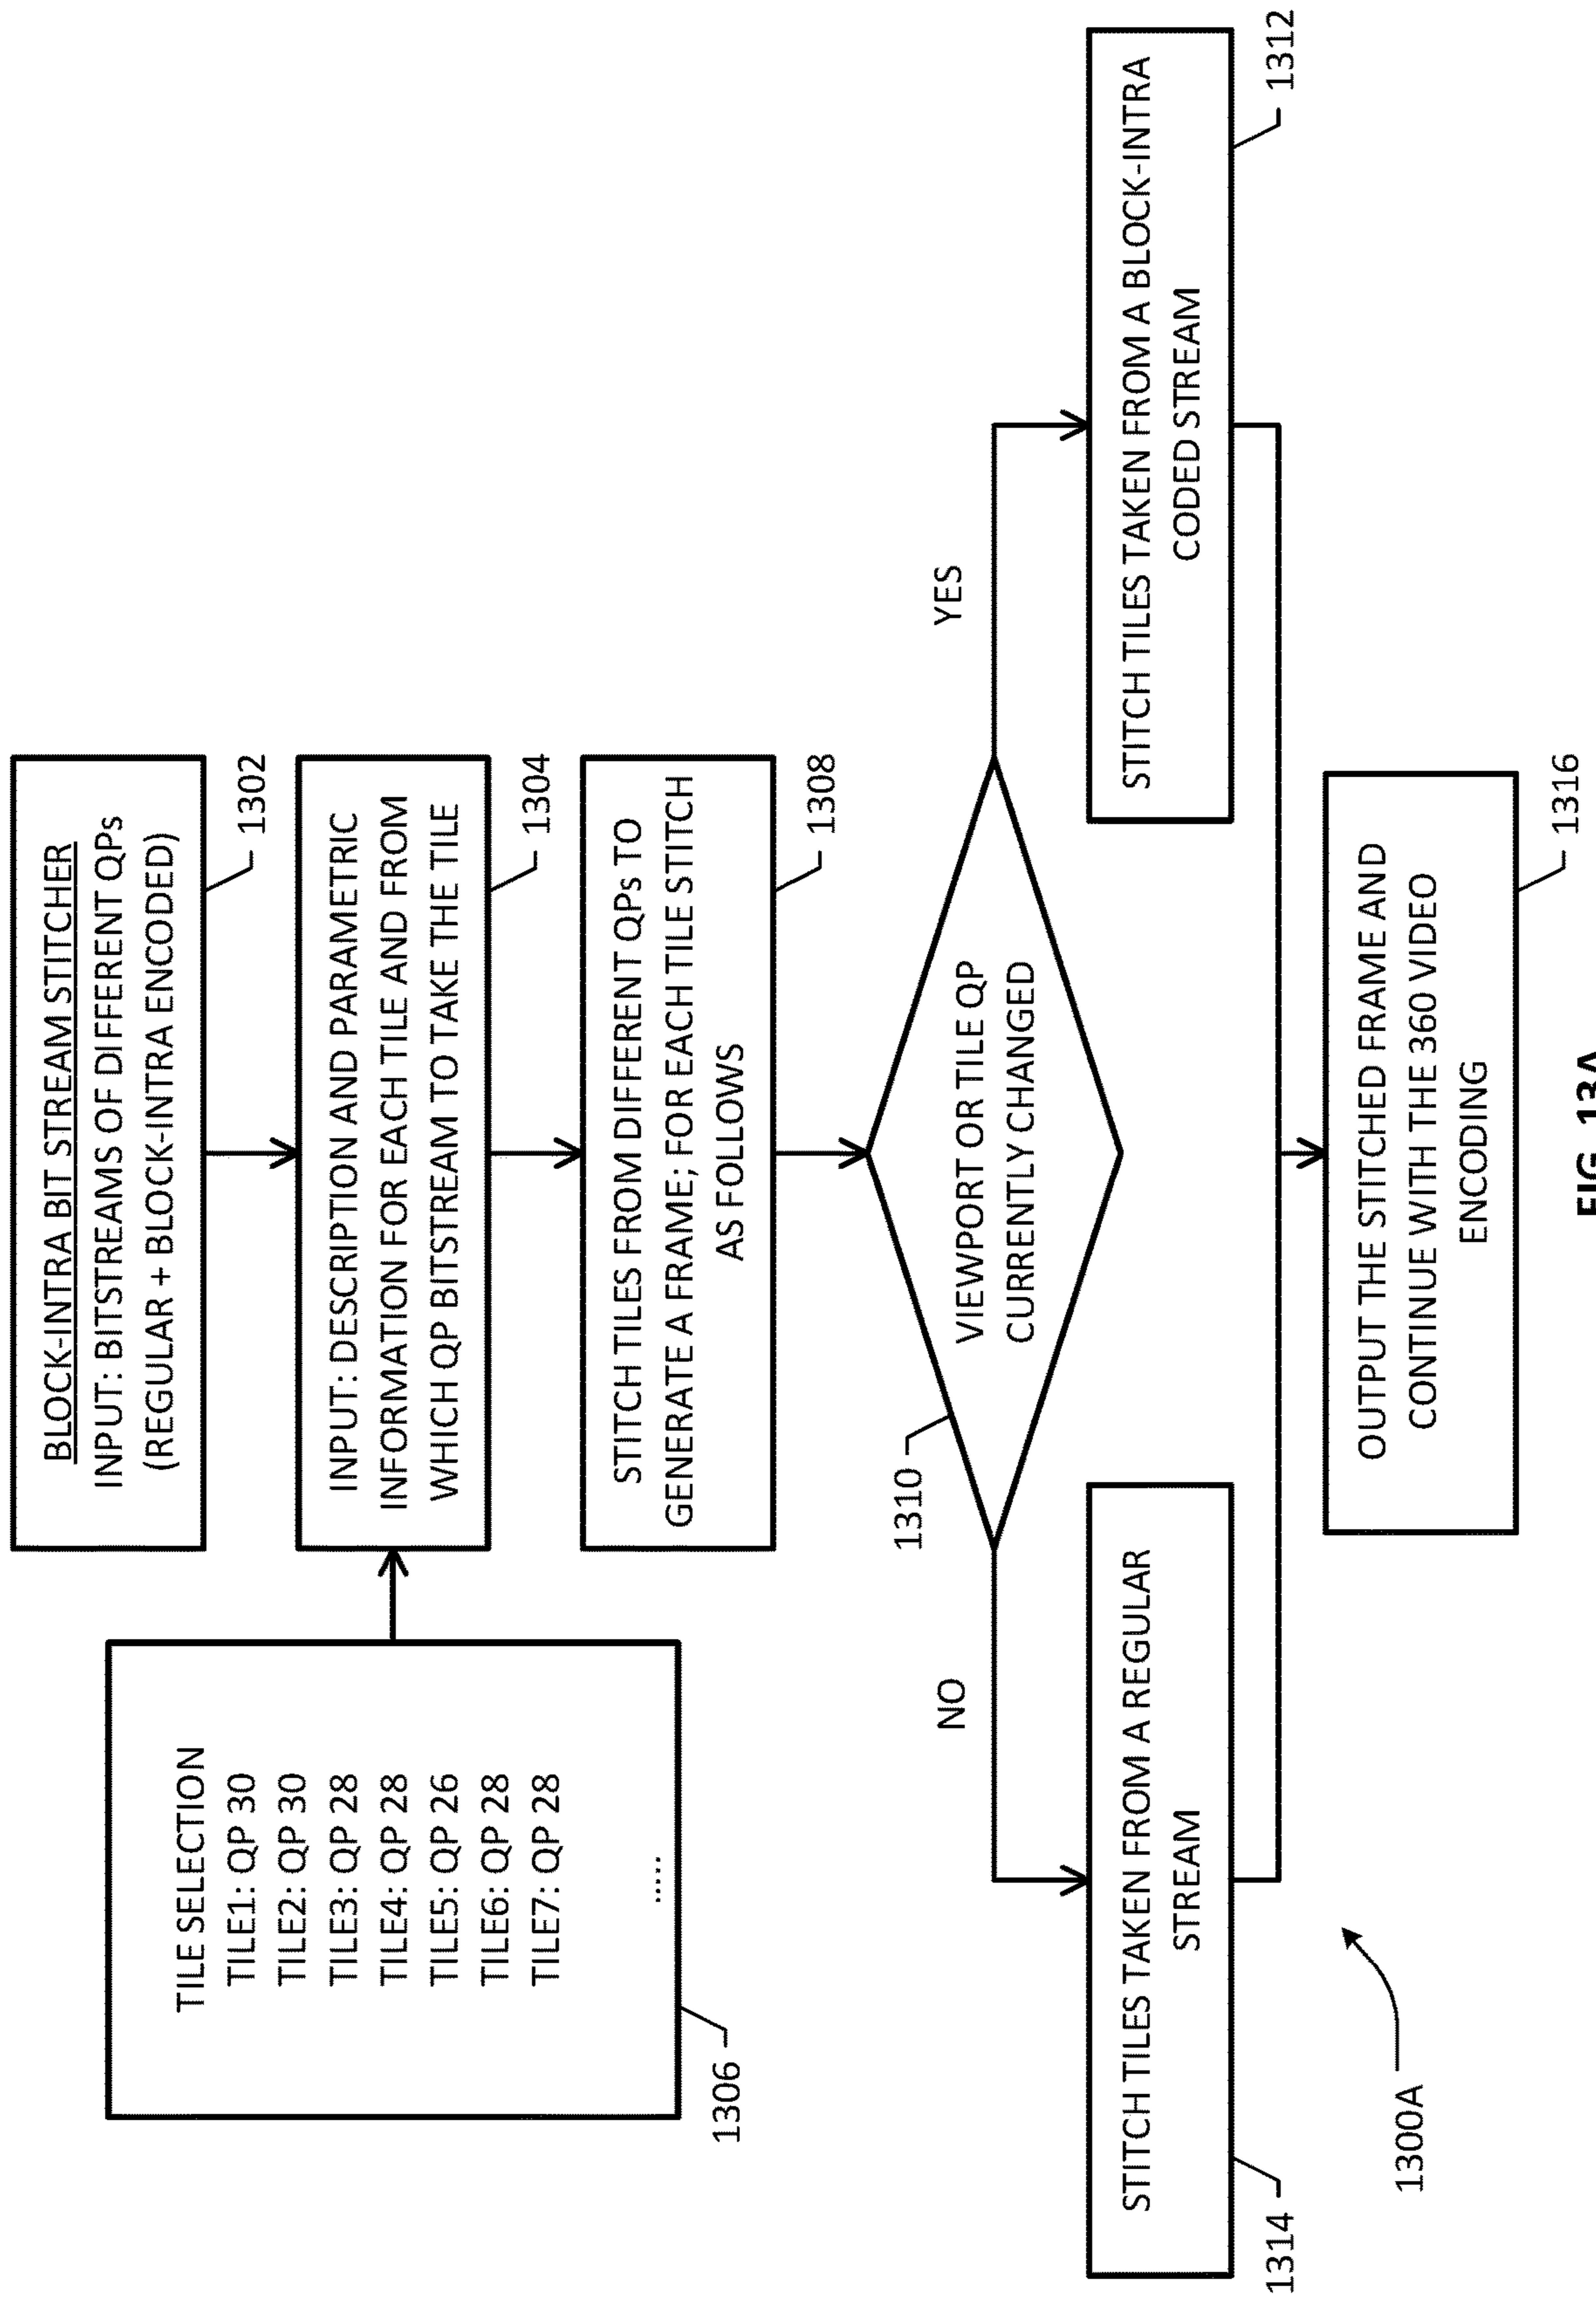 BLOCK-INTRA BIT STREAM STITCHER
INPUT: BITSTREAMS OF DIFFERENT QPs
(REGULAR + BLOCK-INTRA ENCODED)
1302
TILE SELECTION
TILE1: QP 30
TILE2: QP 30
TILE3: QP 28
TILE4: QP 28
TILE5: QP 26
TILE6: QP 28
TILE7: QP 28
.....
1306
INPUT: DESCRIPTION AND PARAMETRIC
INFORMATION FOR EACH TILE AND FROM
WHICH QP BITSTREAM TO TAKE THE TILE
1304
STITCH TILES FROM DIFFERENT QPs TO
GENERATE A FRAME; FOR EACH TILE STITCH
AS FOLLOWS
1308
1310
VIEWPORT OR TILE QP
CURRENTLY CHANGED
NO
YES
STITCH TILES TAKEN FROM A REGULAR
STREAM
1314
STITCH TILES TAKEN FROM A BLOCK-INTRA
CODED STREAM
1312
OUTPUT THE STITCHED FRAME AND
CONTINUE WITH THE 360 VIDEO
ENCODING
1316
1300A
FIG. 13A